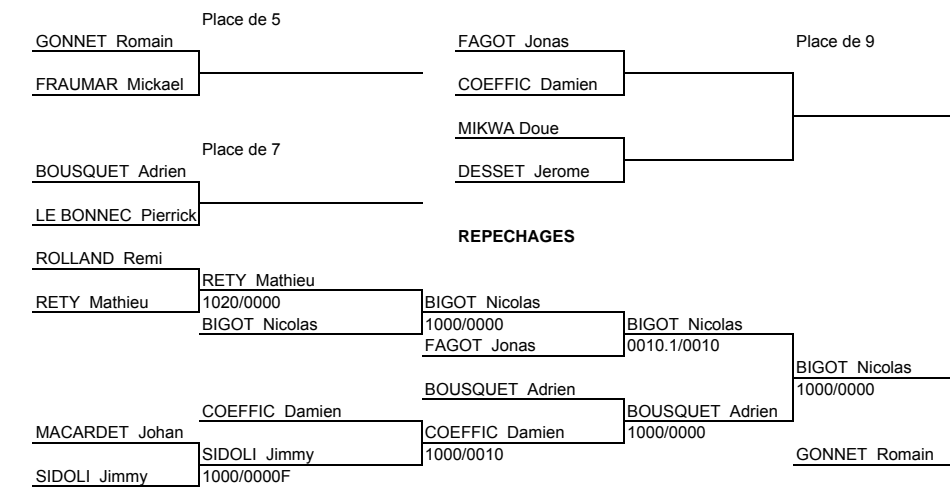 Place de 5
GONNET Romain
FAGOT Jonas
Place de 9
FRAUMAR Mickael
COEFFIC Damien
MIKWA Doue
Place de 7
BOUSQUET Adrien
DESSET Jerome
LE BONNEC Pierrick
REPECHAGES
ROLLAND Remi
RETY Mathieu
RETY Mathieu
1020/0000
BIGOT Nicolas
BIGOT Nicolas
1000/0000
BIGOT Nicolas
FAGOT Jonas
0010.1/0010
BIGOT Nicolas
1000/0000
BOUSQUET Adrien
COEFFIC Damien
BOUSQUET Adrien
MACARDET Johan
COEFFIC Damien
1000/0000
SIDOLI Jimmy
1000/0010
GONNET Romain
SIDOLI Jimmy
1000/0000F